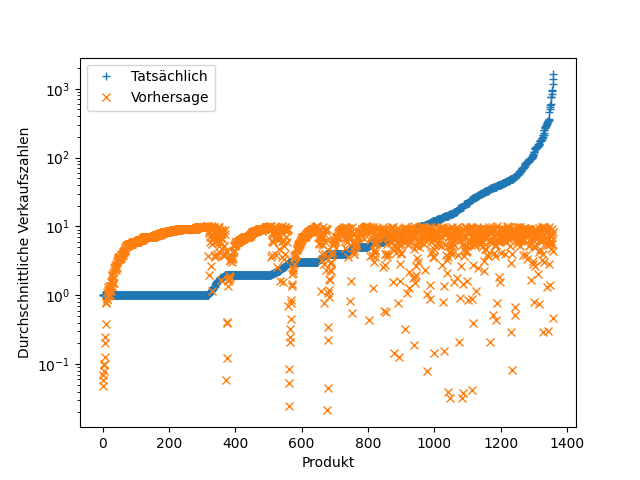 Tatsächlich
Vorhersage
Durchschnittliche Verkaufszahlen
10³
10²
10¹
10⁰
10⁻¹
0 200 400 600 800 1000 1200 1400
Produkt